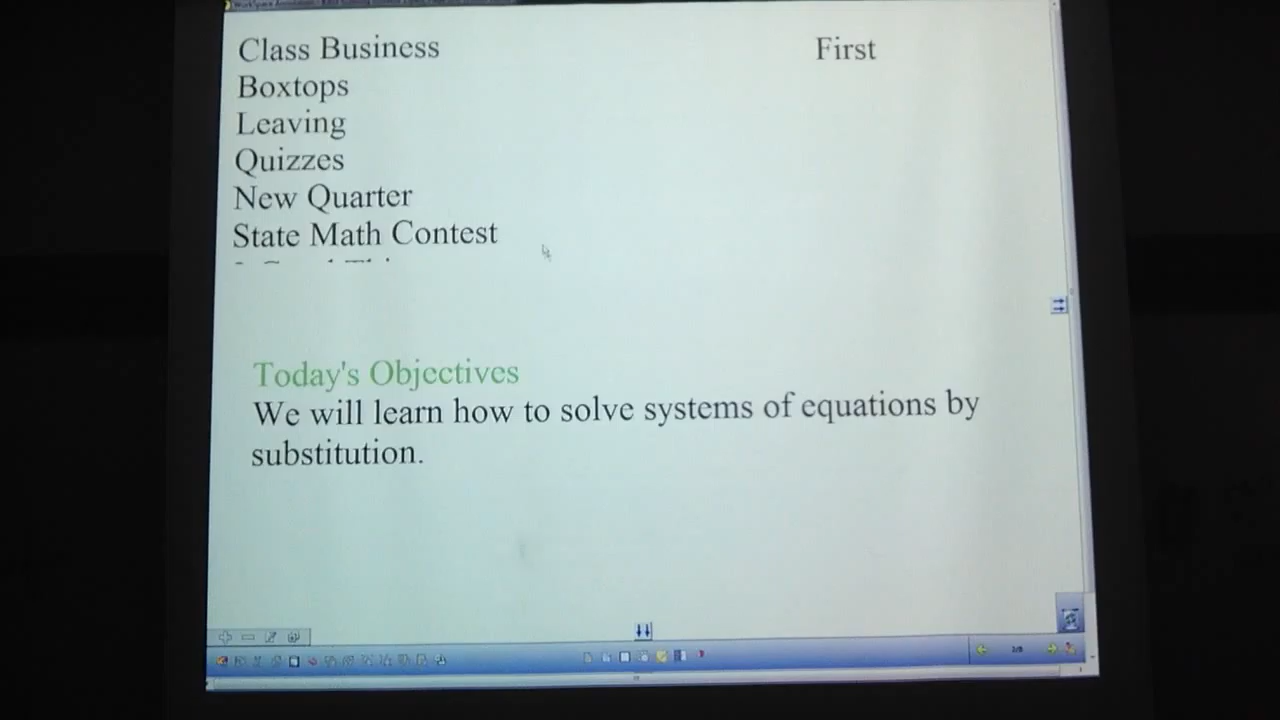 Class Business
First
Boxtops
Leaving
Quizzes
New Quarter
State Math Contest
Today's Objectives
We will learn how to solve systems of equations by
substitution.